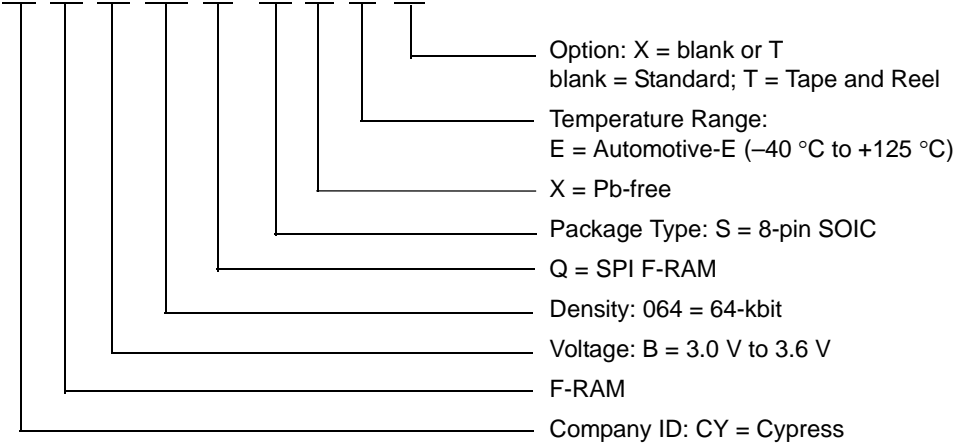 Option: X = blank or T
blank = Standard; T = Tape and Reel
Temperature Range:
E = Automotive-E (–40 °C to +125 °C)
X = Pb-free
Package Type: S = 8-pin SOIC
Q = SPI F-RAM
Density: 064 = 64-kbit
Voltage: B = 3.0 V to 3.6 V
F-RAM
Company ID: CY = Cypress